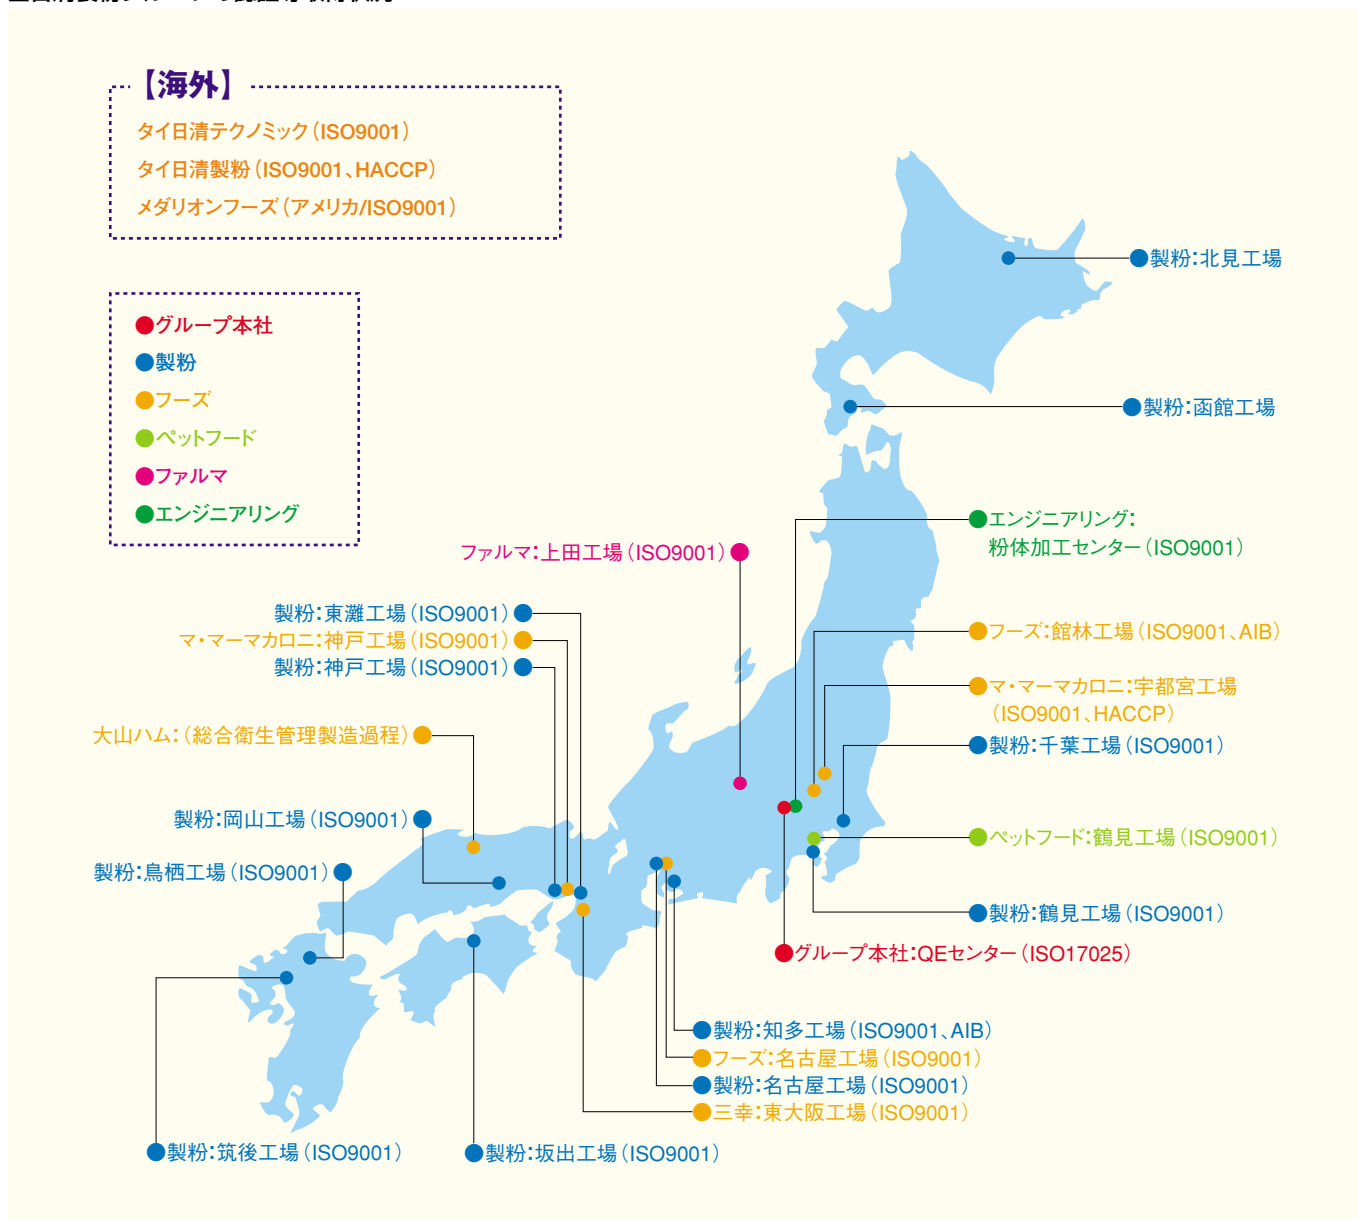 【海外】
タイ日清テクノミック（ISO9001）
タイ日清製粉（ISO9001、HACCP）
メダリオンフーズ（アメリカ/ISO9001）
●グループ本社
●製粉
●フーズ
●ペットフード
●ファルマ
●エンジニアリング
製粉：北見工場
製粉：函館工場
エンジニアリング：
粉体加工センター（ISO9001）
ファルマ：上田工場（ISO9001）
製粉：東灘工場（ISO9001）
マ・マーマカロニ：神戸工場（ISO9001）
製粉：神戸工場（ISO9001）
フーズ：館林工場（ISO9001、AIB）
マ・マーマカロニ：宇都宮工場
（ISO9001、HACCP）
大山ハム：（総合衛生管理製造過程）
製粉：千葉工場（ISO9001）
製粉：岡山工場（ISO9001）
ペットフード：鶴見工場（ISO9001）
製粉：鳥栖工場（ISO9001）
製粉：鶴見工場（ISO9001）
グループ本社：QEセンター（ISO17025）
製粉：知多工場（ISO9001、AIB）
フーズ：名古屋工場（ISO9001）
製粉：名古屋工場（ISO9001）
三幸：東大阪工場（ISO9001）
製粉：筑後工場（ISO9001）
製粉：坂出工場（ISO9001）